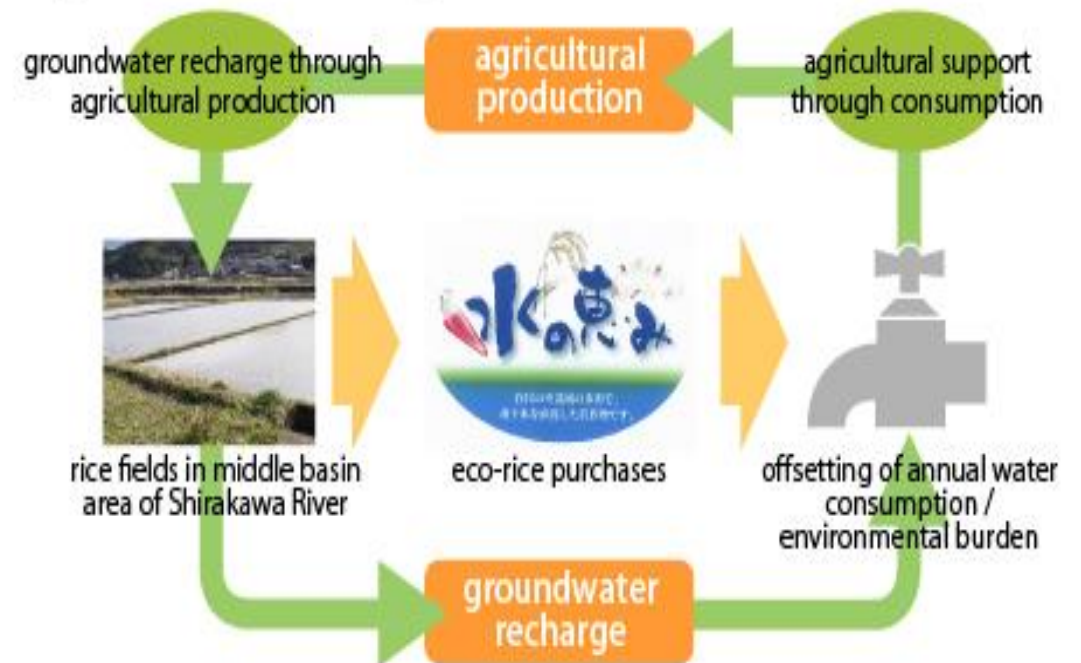 groundwater recharge through
agricultural production
agricultural
production
agricultural support
through consumption
水の恵み
rice fields in middle basin
area of Shirakawa River
eco-rice purchases
offsetting of annual water
consumption /
environmental burden
groundwater
recharge